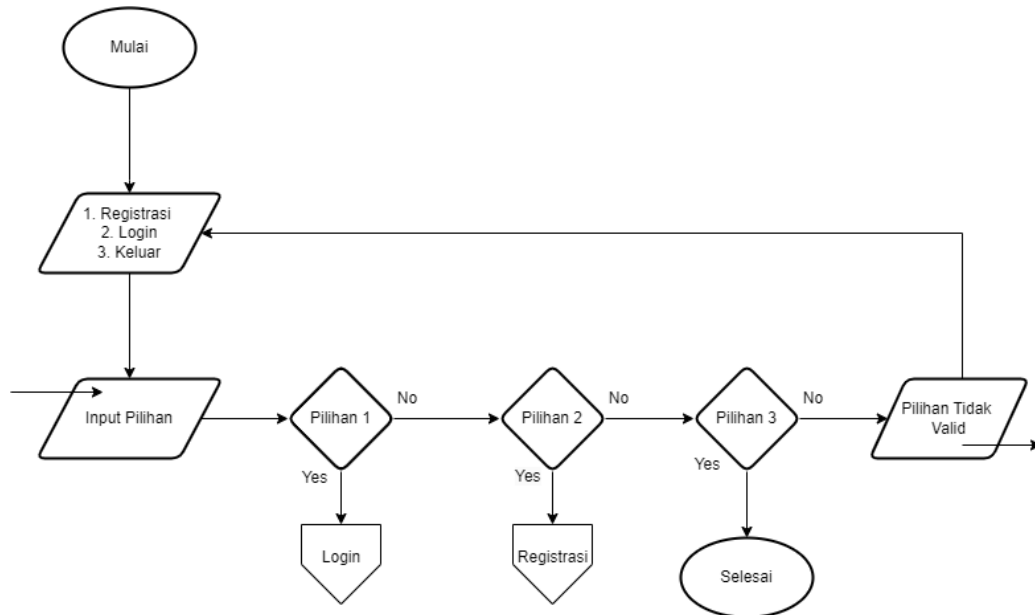 Mulai
1. Registrasi
2. Login
3. Keluar
Input Pilihan
Pilihan 1
No
Pilihan 2
No
Pilihan 3
No
Pilihan Tidak
Valid
Yes
Yes
Yes
Login
Registrasi
Selesai